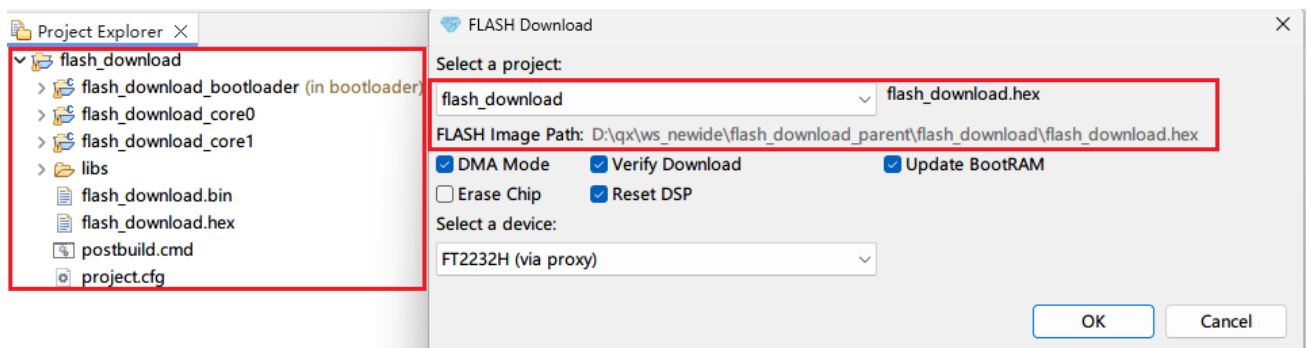 Project Explorer
flash_download
flash_download_bootloader (in bootloader)
flash_download_core0
flash_download_core1
libs
flash_download.bin
flash_download.hex
postbuild.cmd
project.cfg
FLASH Download
Select a project:
flash_download
flash_download.hex
FLASH Image Path: D:\qx\ws_newide\flash_download_parent\flash_download\flash_download.hex
DMA Mode Verify Download Update BootRAM
Erase Chip Reset DSP
Select a device:
FT2232H (via proxy)
OK Cancel